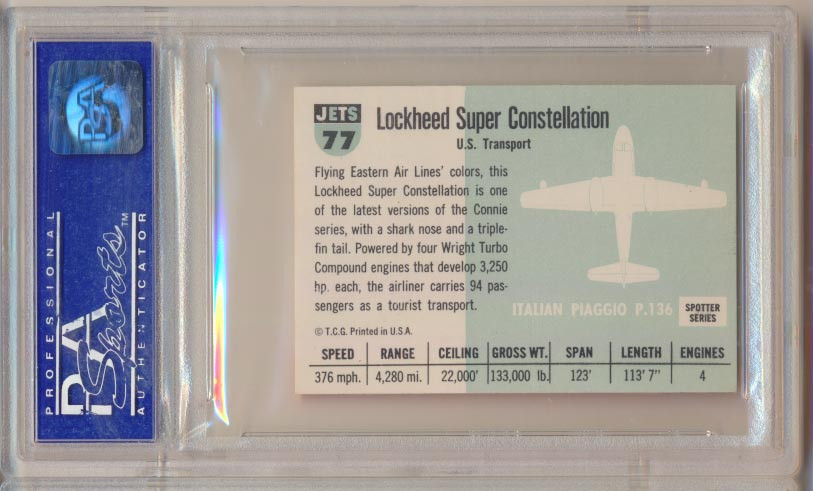 PSA
PROFESSIONAL
PSA
Sports™
AUTHENTICATOR
JETS
77
Lockheed Super Constellation
U.S. Transport
Flying Eastern Air Lines' colors, this
Lockheed Super Constellation is one
of the latest versions of the Connie
series, with a shark nose and a triple-
fin tail. Powered by four Wright Turbo
Compound engines that develop 3,250
hp. each, the airliner carries 94 pas-
sengers as a tourist transport.
© T.C.G. Printed in U.S.A.
ITALIAN PIAGGIO P.136
SPOTTER
SERIES
SPEED RANGE CEILING GROSS WT. SPAN LENGTH ENGINES
376 mph. 4,280 mi. 22,000' 133,000 lb. 123' 113' 7" 4